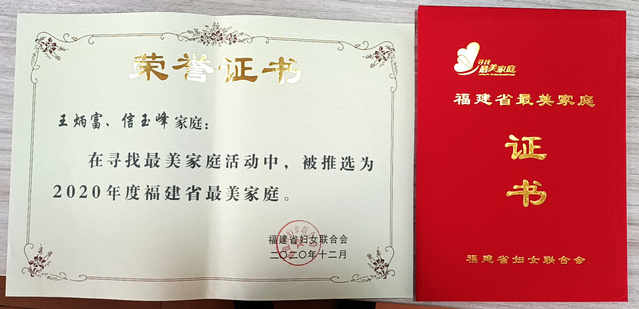 荣誉证书
王炳富、信玉峰家庭：
在寻找最美家庭活动中，被推选为
2020年度福建省最美家庭。
福建省妇女联合会
二〇二〇年十二月
寻找
最美家庭
福建省最美家庭
证
书
福建省妇女联合会